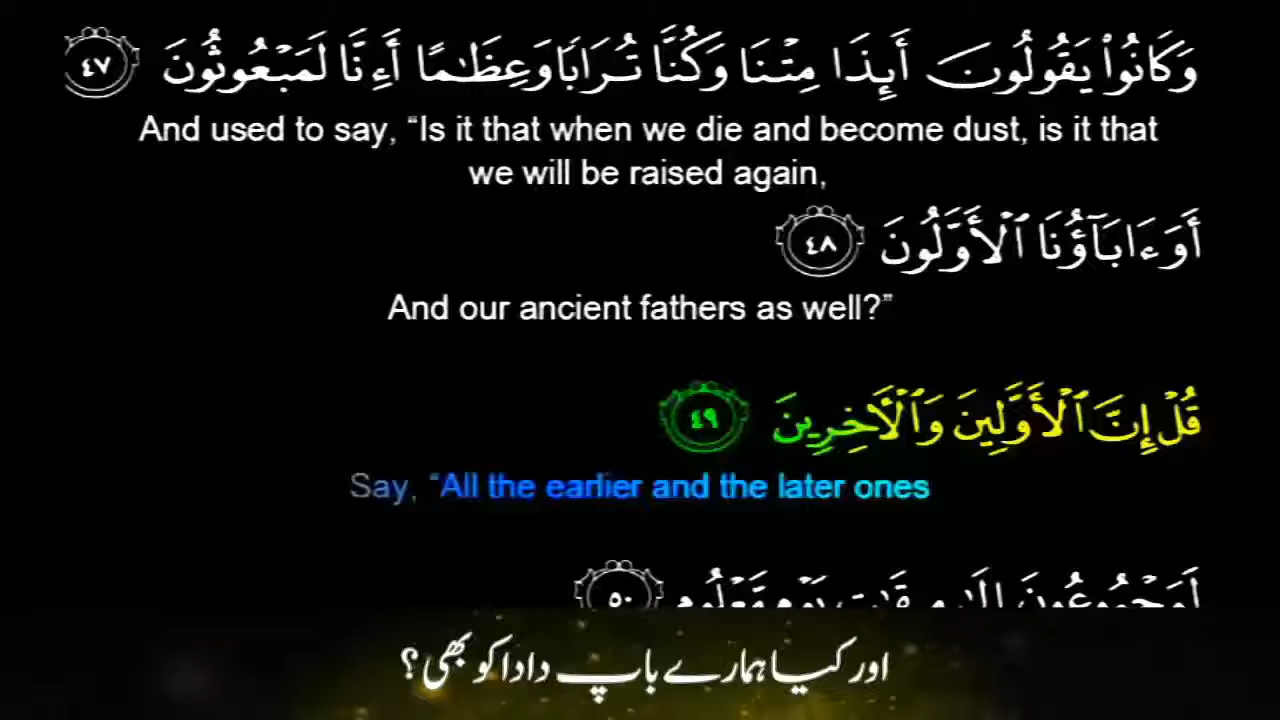 وَكَانُوا۟ يَقُولُونَ أَئِذَا مِتْنَا وَكُنَّا تُرَابًا وَعِظَـٰمًا أَءِنَّا لَمَبْعُوثُونَ ٤٧
And used to say, “Is it that when we die and become dust, is it that
we will be raised again,
أَوَءَابَآؤُنَا ٱلْأَوَّلُونَ ٤٨
And our ancient fathers as well?”
قُلْ إِنَّ ٱلْأَوَّلِينَ وَٱلْـَٔاخِرِينَ ٤٩
Say, “All the earlier and the later ones
٥٠
اور کیا ہمارے باپ دادا کو بھی؟